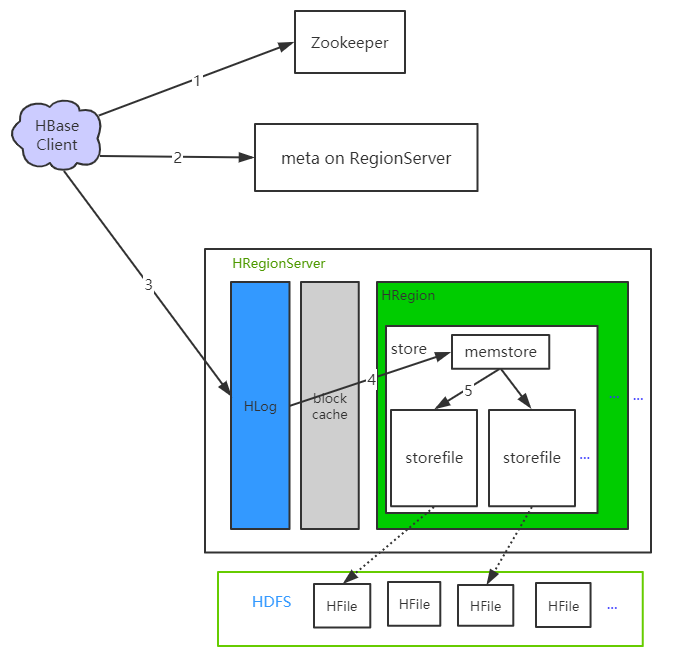 Zookeeper
1
HBase
Client
2
meta on RegionServer
3
HRegionServer
HRegion
store
memstore
4
5
HLog
block
cache
storefile
storefile
...
...
...
HDFS
HFile
HFile
HFile
HFile
...